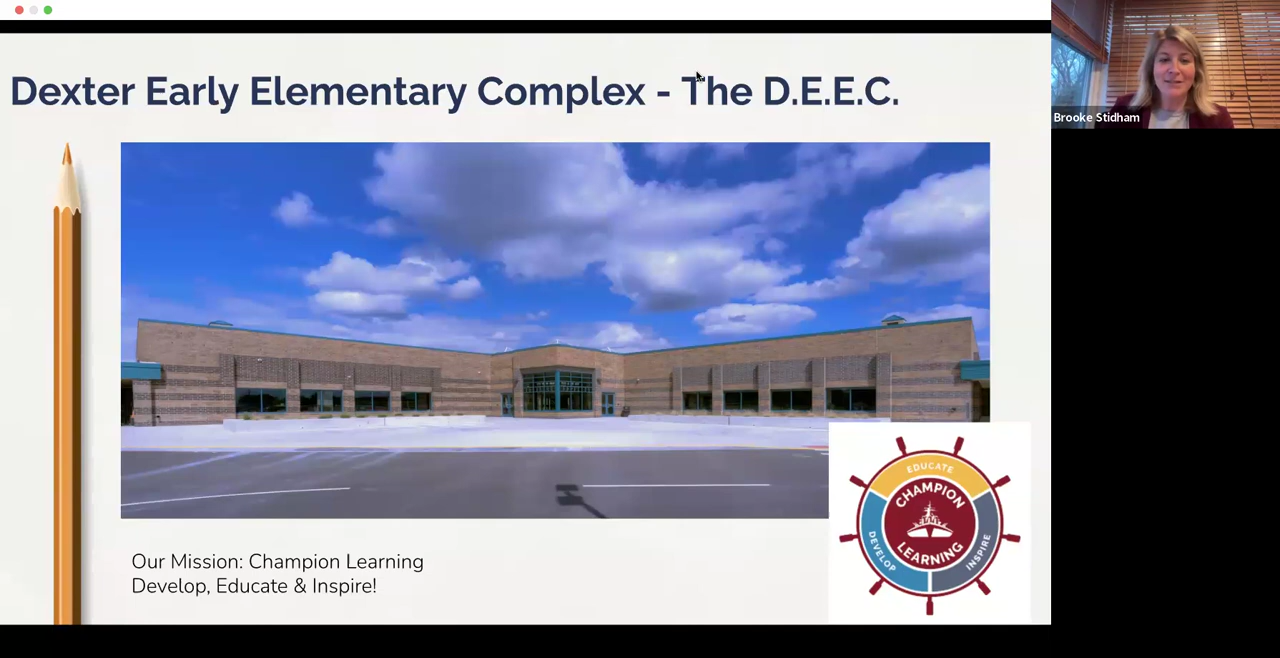 Dexter Early Elementary Complex - The D.E.E.C.
Brooke Stidham
EDUCATE
CHAMPION
LEARNING
DEVELOP
INSPIRE
Our Mission: Champion Learning
Develop, Educate & Inspire!